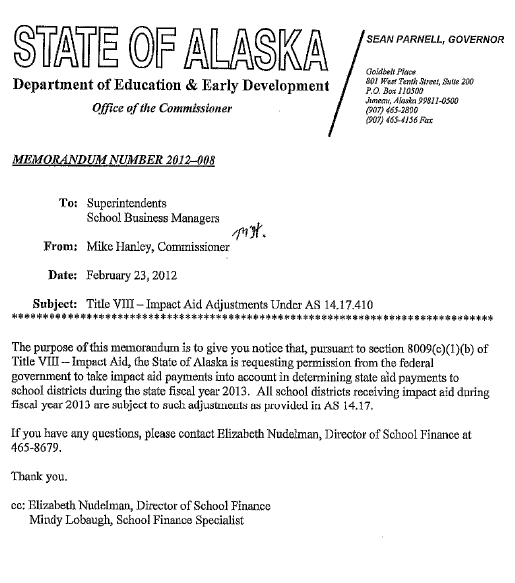 STATE OF ALASKA
Department of Education & Early Development
Office of the Commissioner
SEAN PARNELL, GOVERNOR
Goldbelt Place
801 West Tenth Street, Suite 200
P.O. Box 110500
Juneau, Alaska 99811-0500
(907) 465-2800
(907) 465-4156 Fax
MEMORANDUM NUMBER 2012–008
To: Superintendents
School Business Managers
M.H.
From: Mike Hanley, Commissioner
Date: February 23, 2012
Subject: Title VIII – Impact Aid Adjustments Under AS 14.17.410
******************************************************************************
The purpose of this memorandum is to give you notice that, pursuant to section 8009(c)(1)(b) of
Title VIII – Impact Aid, the State of Alaska is requesting permission from the federal
government to take impact aid payments into account in determining state aid payments to
school districts during the state fiscal year 2013. All school districts receiving impact aid during
fiscal year 2013 are subject to such adjustments as provided in AS 14.17.
If you have any questions, please contact Elizabeth Nudelman, Director of School Finance at
465-8679.
Thank you.
cc: Elizabeth Nudelman, Director of School Finance
Mindy Lobaugh, School Finance Specialist